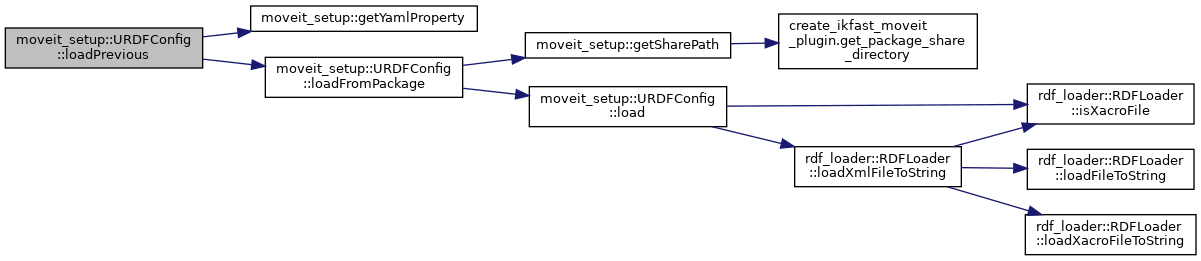 moveit_setup::URDFConfig
::loadPrevious
moveit_setup::getYamlProperty
moveit_setup::URDFConfig
::loadFromPackage
moveit_setup::getSharePath
create_ikfast_moveit
_plugin.get_package_share
_directory
moveit_setup::URDFConfig
::load
rdf_loader::RDFLoader
::isXacroFile
rdf_loader::RDFLoader
::loadXmlFileToString
rdf_loader::RDFLoader
::loadFileToString
rdf_loader::RDFLoader
::loadXacroFileToString